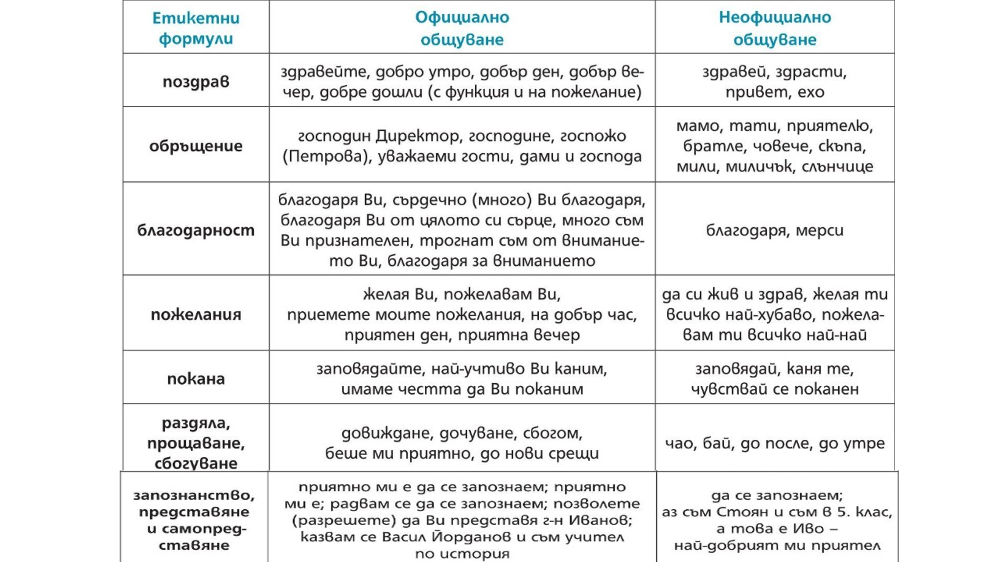 Етикетни
формули
Официално
общуване
Неофициално
общуване
поздрав
здравейте, добро утро, добър ден, добър ве-
чер, добре дошли (с функция и на пожелание)
здравей, здрасти,
привет, ехо
обръщение
господин Директор, господине, госпожо
(Петрова), уважаеми гости, дами и господа
мамо, тати, приятелю,
братле, човече, скъпа,
мили, миличък, слънчице
благодарност
благодаря Ви, сърдечно (много) Ви благодаря,
благодаря Ви от цялото си сърце, много съм
Ви признателен, трогнат съм от внимание-
то Ви, благодаря за вниманието
благодаря, мерси
пожелания
желая Ви, пожелавам Ви,
приемете моите пожелания, на добър час,
приятен ден, приятна вечер
да си жив и здрав, желая ти
всичко най-хубаво, пожела-
вам ти всичко най-най
покана
заповядайте, най-учтиво Ви каним,
имаме честта да Ви поканим
заповядай, каня те,
чувствай се поканен
раздяла,
прощаване,
сбогуване
довиждане, дочуване, сбогом,
беше ми приятно, до нови срещи
чао, бай, до после, до утре
запознанство,
представяне
и самопред-
ставяне
приятно ми е да се запознаем; приятно
ми е; радвам се да се запознаем; позволете
(разрешете) да Ви представя г-н Иванов;
казвам се Васил Йорданов и съм учител
по история
да се запознаем;
аз съм Стоян и съм в 5. клас,
а това е Иво –
най-добрият ми приятел